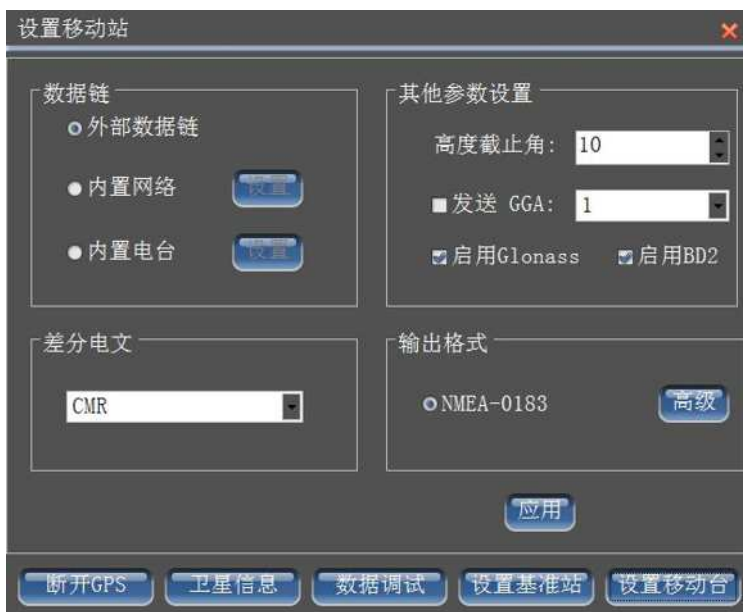 设置移动站
数据链
外部数据链
内置网络 设置
内置电台 设置
其他参数设置
高度截止角: 10
发送 GGA: 1
启用Glonass 启用BD2
差分电文
CMR
输出格式
NMEA-0183 高级
应用
断开GPS 卫星信息 数据调试 设置基准站 设置移动台